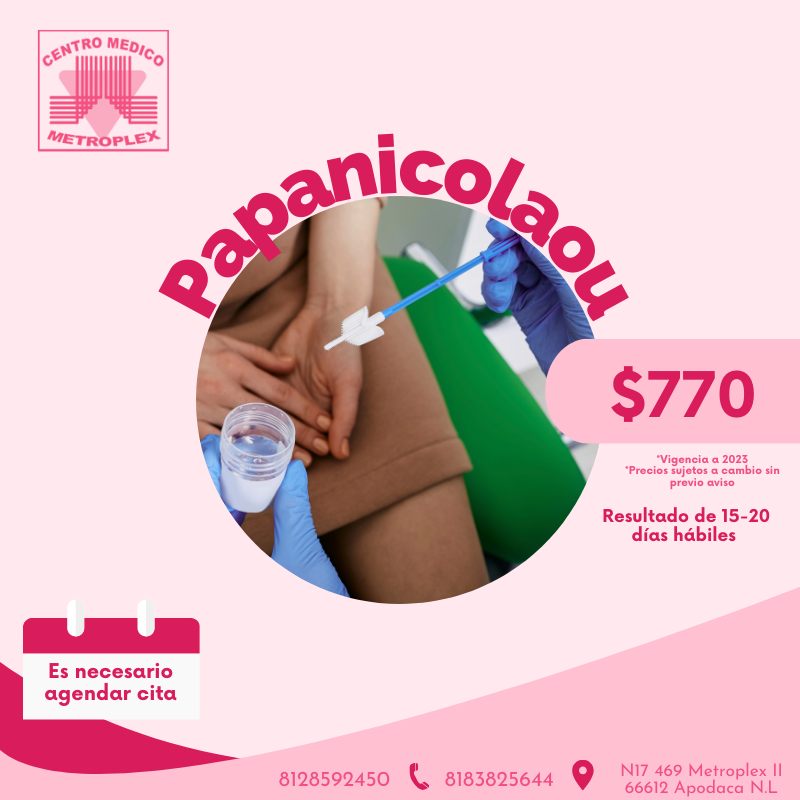 CENTRO MEDICO
METROPLEX
Papanicolaou
$770
*Vigencia a 2023
*Precios sujetos a cambio sin
previo aviso
Resultado de 15-20
días hábiles
Es necesario
agendar cita
8128592450
8183825644
N17 469 Metroplex II
66612 Apodaca N.L